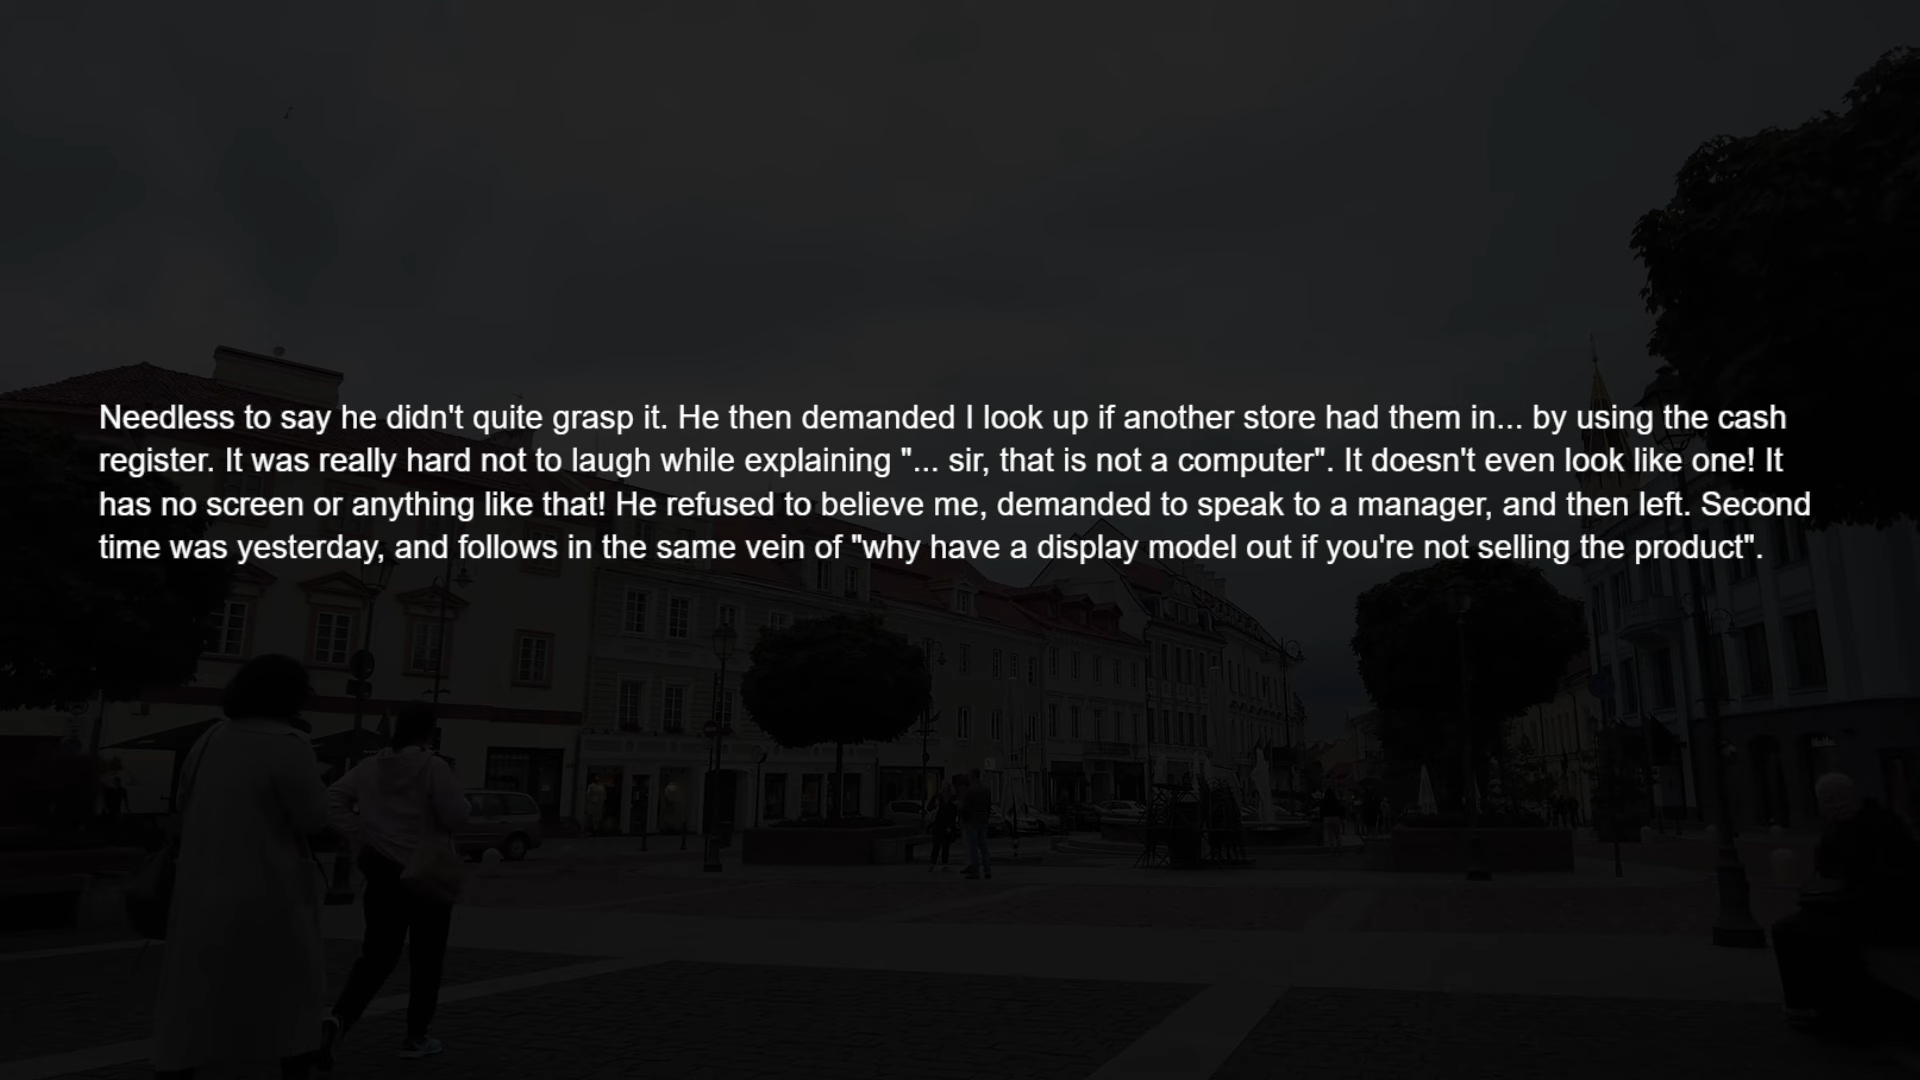 Needless to say he didn't quite grasp it. He then demanded I look up if another store had them in... by using the cash
register. It was really hard not to laugh while explaining "... sir, that is not a computer". It doesn't even look like one! It
has no screen or anything like that! He refused to believe me, demanded to speak to a manager, and then left. Second
time was yesterday, and follows in the same vein of "why have a display model out if you're not selling the product".